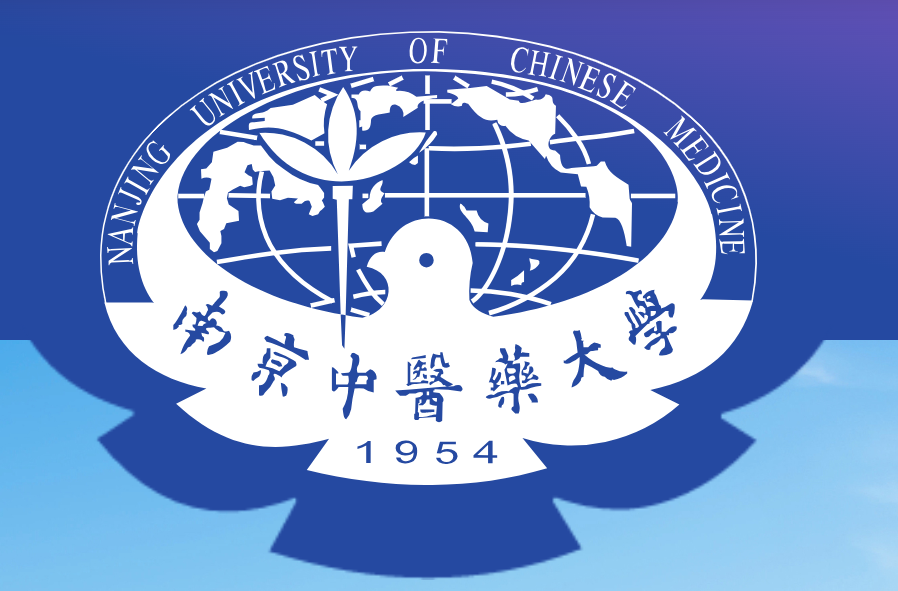 NANJING UNIVERSITY OF CHINESE MEDICINE
南京中醫藥大學
1954